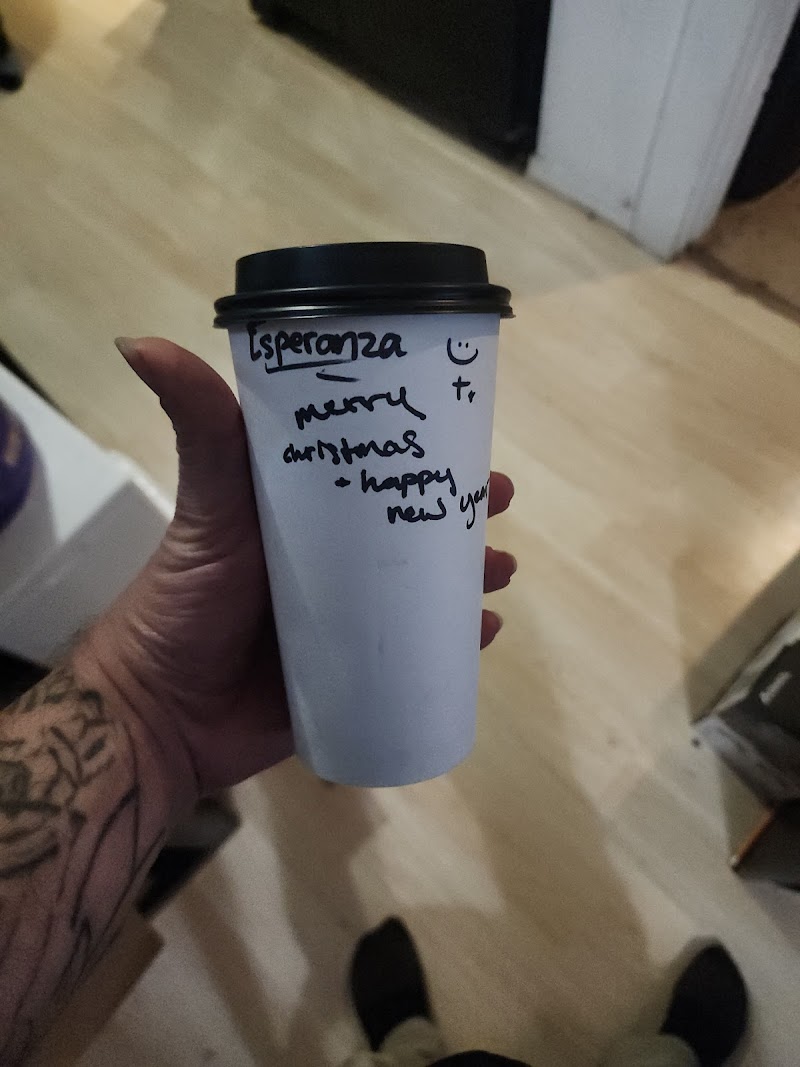 Esperanza
merry
christmas
+ happy
new year